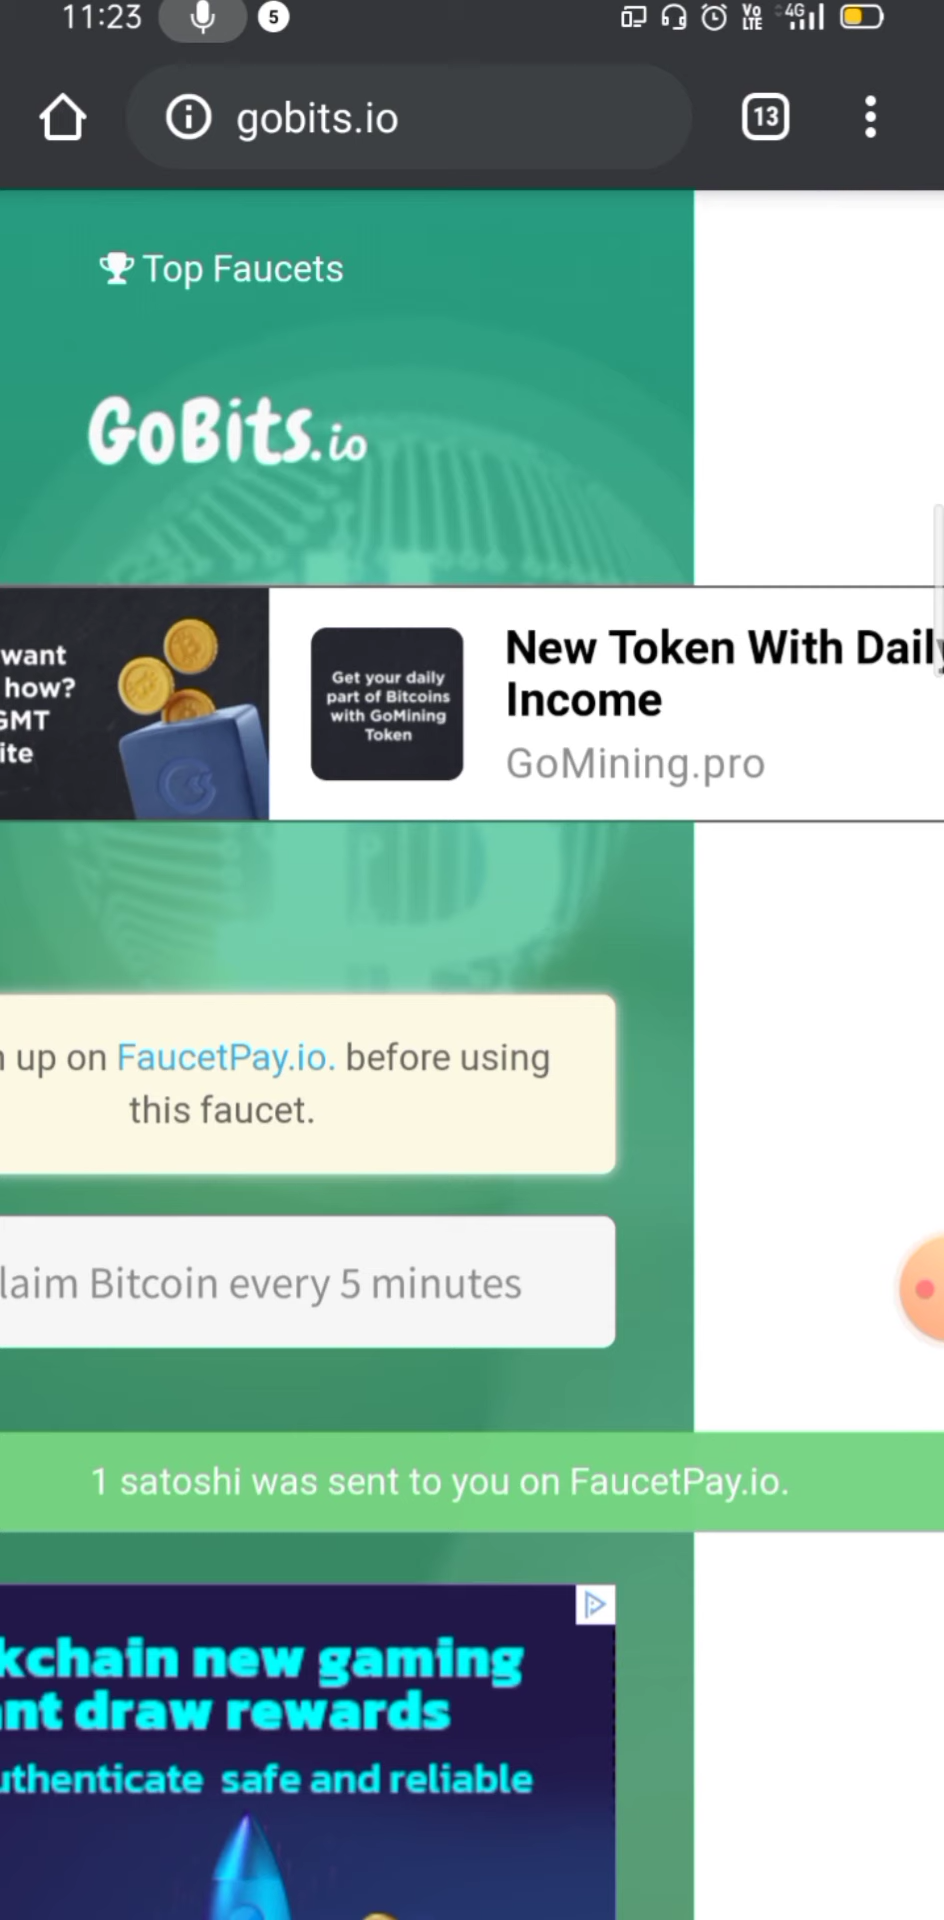 11:23
5
Vo
LTE
4G
gobits.io
13
Top Faucets
GoBits.io
want
how?
GMT
ite
Get your daily
part of Bitcoins
with GoMining
Token
New Token With Daily
Income
GoMining.pro
up on FaucetPay.io. before using
this faucet.
laim Bitcoin every 5 minutes
1 satoshi was sent to you on FaucetPay.io.
kchain new gaming
ant draw rewards
uthenticate safe and reliable